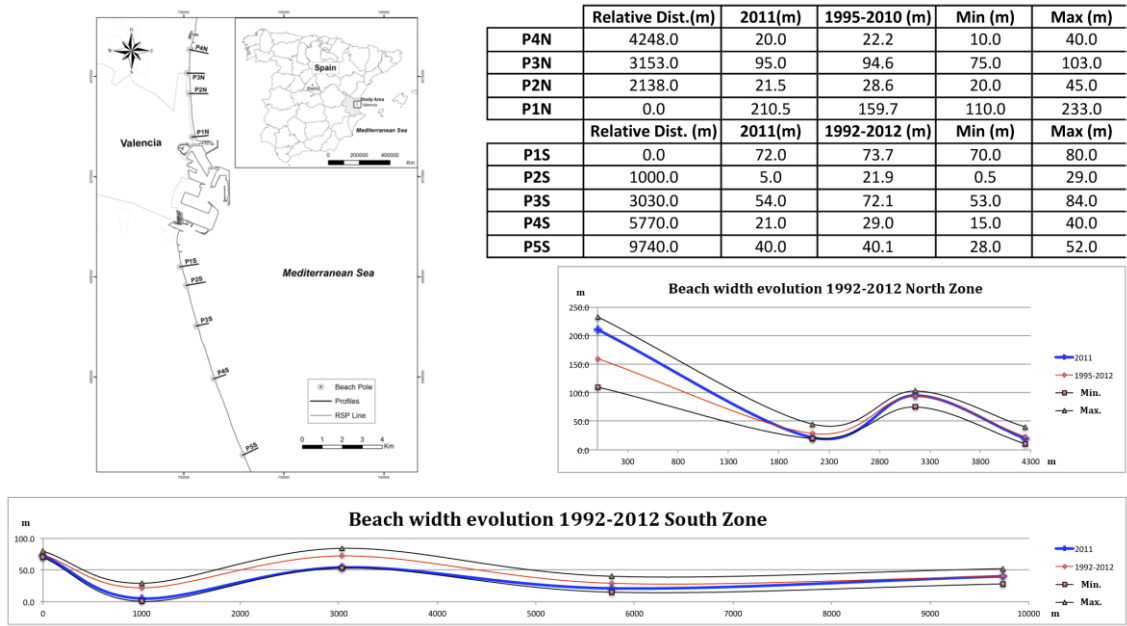 P4N
P3N
P2N
P1N
Valencia
P1S
P2S
P3S
P4S
P5S
Mediterranean Sea
Spain
Madrid
Study Area
Valencia
Mediterranean Sea
0 200000 400000
Km
Beach Pole
Profiles
RSP Line
0 1 2 3 4
Km
Relative Dist.(m) 2011(m) 1995-2010 (m) Min (m) Max (m)
P4N 4248.0 20.0 22.2 10.0 40.0
P3N 3153.0 95.0 94.6 75.0 103.0
P2N 2138.0 21.5 28.6 20.0 45.0
P1N 0.0 210.5 159.7 110.0 233.0
Relative Dist. (m) 2011(m) 1992-2012 (m) Min (m) Max (m)
P1S 0.0 72.0 73.7 70.0 80.0
P2S 1000.0 5.0 21.9 0.5 29.0
P3S 3030.0 54.0 72.1 53.0 84.0
P4S 5770.0 21.0 29.0 15.0 40.0
P5S 9740.0 40.0 40.1 28.0 52.0
Beach width evolution 1992-2012 North Zone
m
250.0
200.0
150.0
100.0
50.0
0.0
300 800 1300 1800 2300 2800 3300 3800 4300 m
2011
1995-2012
Min.
Max.
Beach width evolution 1992-2012 South Zone
m
100.0
50.0
0.0
0 1000 2000 3000 4000 5000 6000 7000 8000 9000 10000 m
2011
1992-2012
Min.
Max.